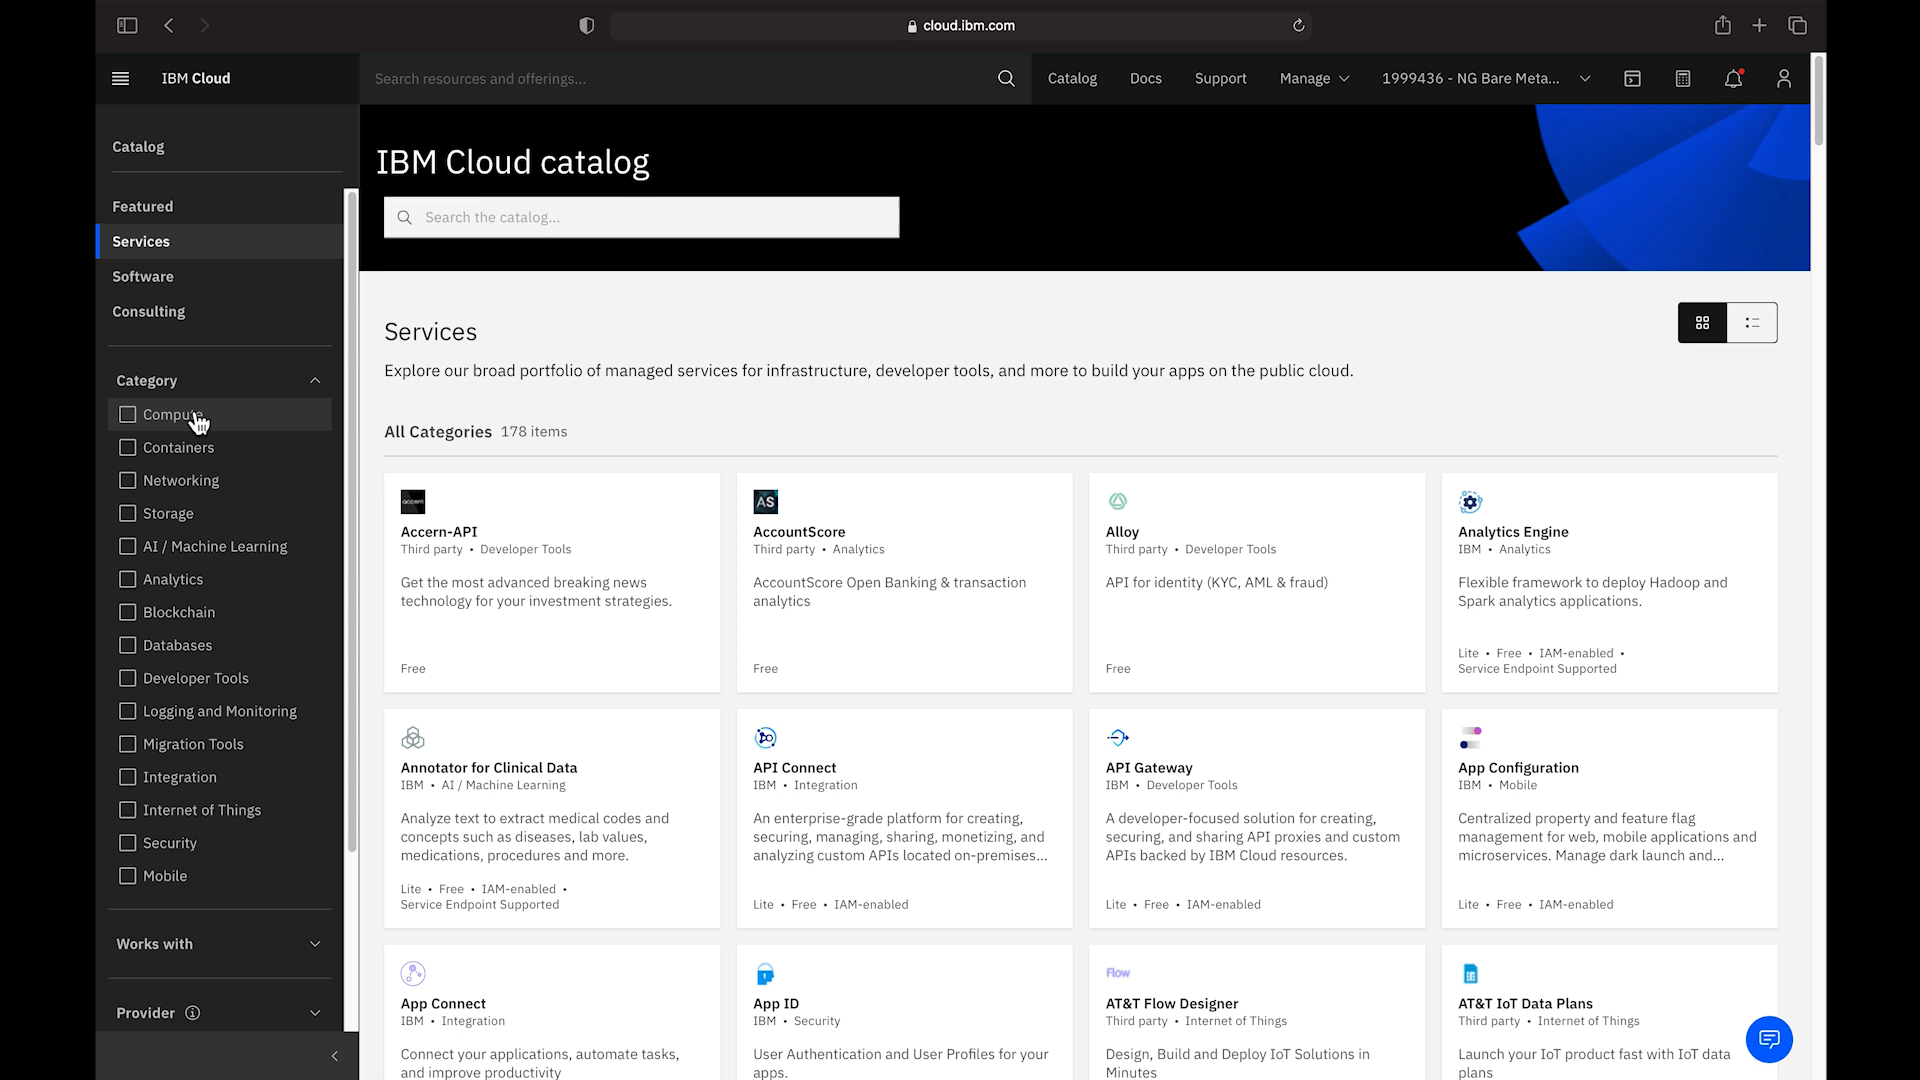 cloud.ibm.com
IBM Cloud
Search resources and offerings...
Catalog
Docs
Support
Manage
1999436 - NG Bare Meta...
Catalog
Featured
Services
Software
Consulting
Category
Compute
Containers
Networking
Storage
AI / Machine Learning
Analytics
Blockchain
Databases
Developer Tools
Logging and Monitoring
Migration Tools
Integration
Internet of Things
Security
Mobile
Works with
Provider
IBM Cloud catalog
Search the catalog...
Services
Explore our broad portfolio of managed services for infrastructure, developer tools, and more to build your apps on the public cloud.
All Categories 178 items
accern
Accern-API
Third party • Developer Tools
Get the most advanced breaking news
technology for your investment strategies.
Free
AS
AccountScore
Third party • Analytics
AccountScore Open Banking & transaction
analytics
Free
Alloy
Third party • Developer Tools
API for identity (KYC, AML & fraud)
Free
Analytics Engine
IBM • Analytics
Flexible framework to deploy Hadoop and
Spark analytics applications.
Lite • Free • IAM-enabled •
Service Endpoint Supported
Annotator for Clinical Data
IBM • AI / Machine Learning
Analyze text to extract medical codes and
concepts such as diseases, lab values,
medications, procedures and more.
Lite • Free • IAM-enabled •
Service Endpoint Supported
API Connect
IBM • Integration
An enterprise-grade platform for creating,
securing, managing, sharing, monetizing, and
analyzing custom APIs located on-premises...
Lite • Free • IAM-enabled
API Gateway
IBM • Developer Tools
A developer-focused solution for creating,
securing, and sharing API proxies and custom
APIs backed by IBM Cloud resources.
Lite • Free • IAM-enabled
App Configuration
IBM • Mobile
Centralized property and feature flag
management for web, mobile applications and
microservices. Manage dark launch and...
Lite • Free • IAM-enabled
App Connect
IBM • Integration
Connect your applications, automate tasks,
and improve productivity
App ID
IBM • Security
User Authentication and User Profiles for your
apps.
Flow
AT&T Flow Designer
Third party • Internet of Things
Design, Build and Deploy IoT Solutions in
Minutes
AT&T IoT Data Plans
Third party • Internet of Things
Launch your IoT product fast with IoT data
plans